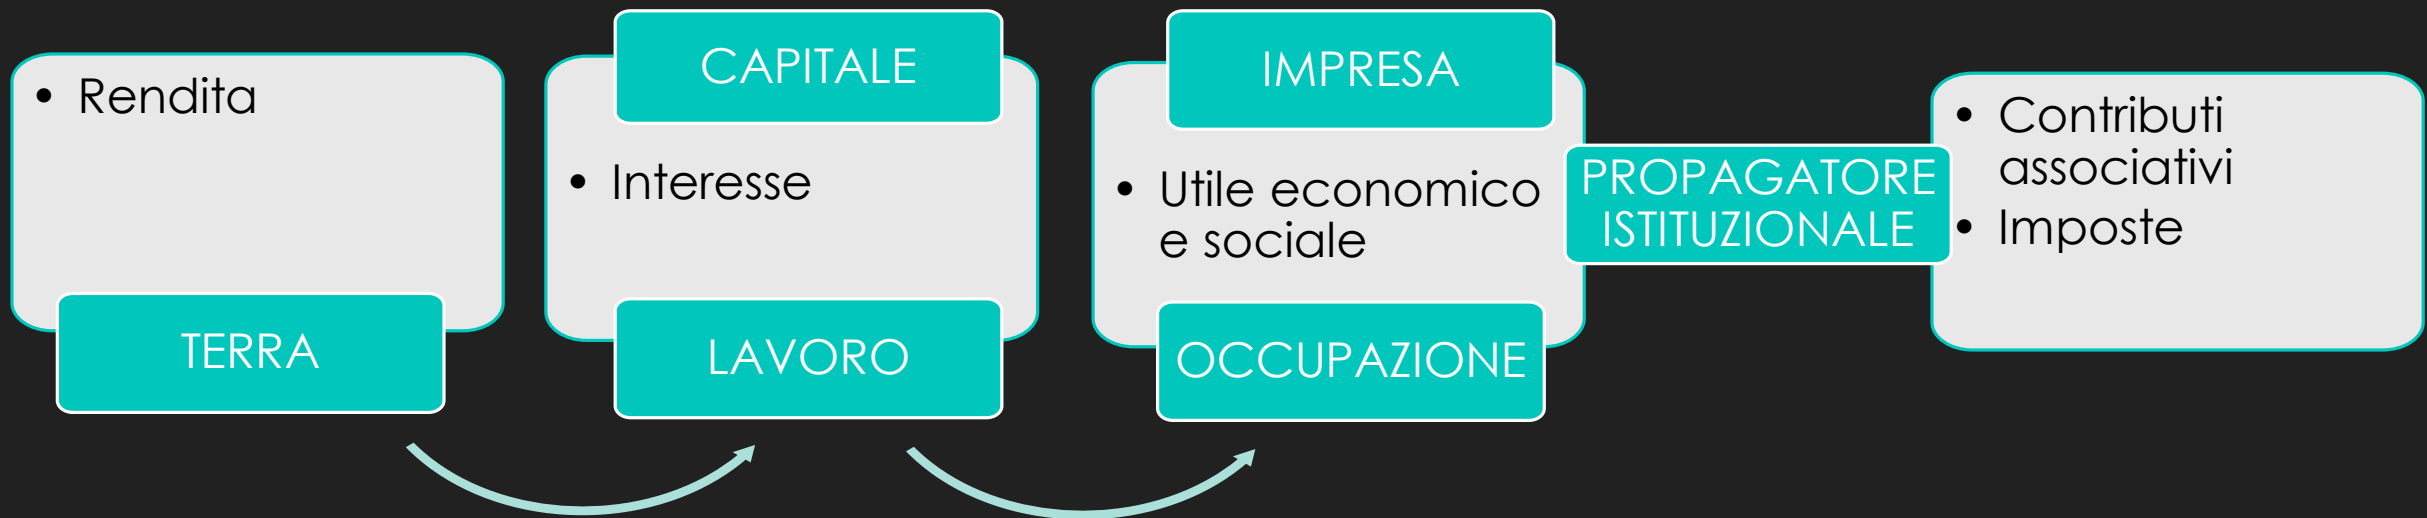 • Rendita
TERRA
CAPITALE
• Interesse
LAVORO
IMPRESA
• Utile economico
e sociale
OCCUPAZIONE
PROPAGATORE
ISTITUZIONALE
• Contributi
associativi
• Imposte